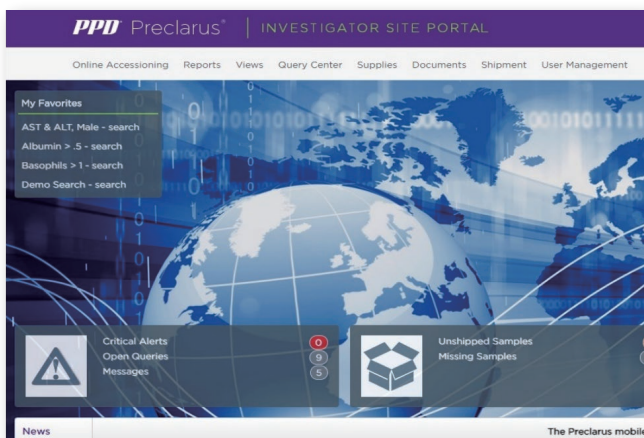 PPD® Preclarus® | INVESTIGATOR SITE PORTAL
Online Accessioning Reports Views Query Center Supplies Documents Shipment User Management
My Favorites
AST & ALT, Male - search
Albumin > .5 - search
Basophils > 1 - search
Demo Search - search
Critical Alerts 0
Open Queries 9
Messages 5
Unshipped Samples
Missing Samples
News
The Preclarus mobile